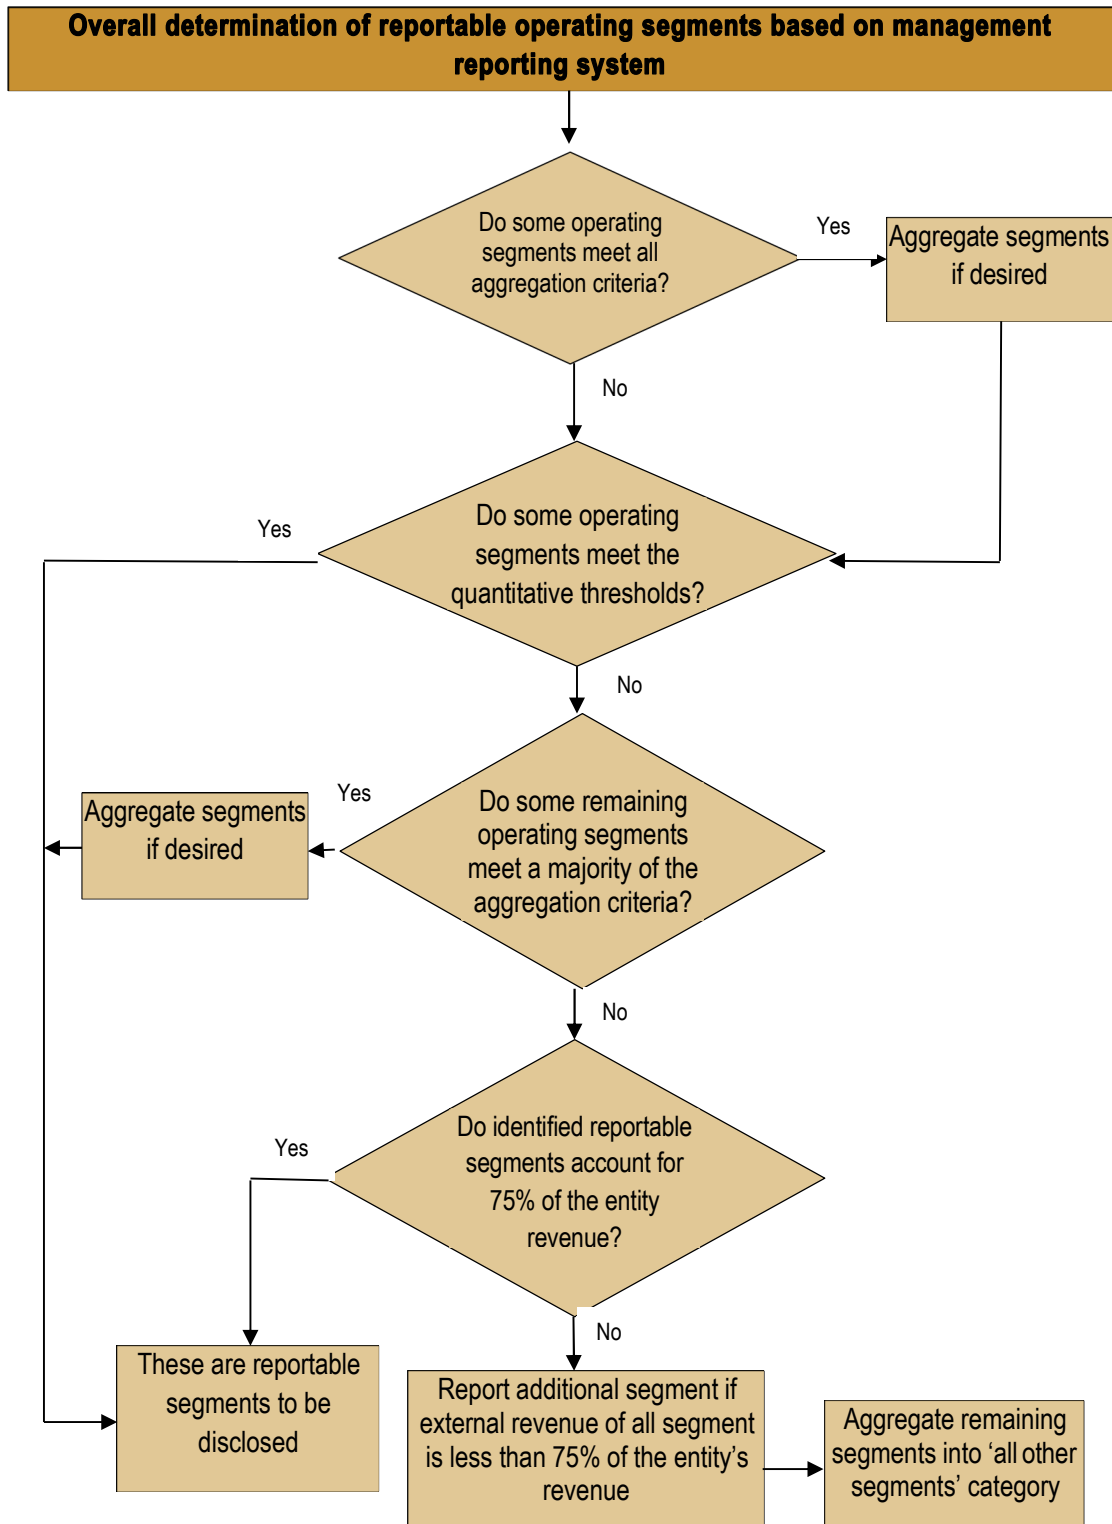 Overall determination of reportable operating segments based on management
reporting system
Do some operating
segments meet all
aggregation criteria?
Yes
Aggregate segments
if desired
No
Do some operating
segments meet the
quantitative thresholds?
Yes
No
Do some remaining
operating segments
meet a majority of the
aggregation criteria?
Yes
Aggregate segments
if desired
No
Do identified reportable
segments account for
75% of the entity
revenue?
Yes
No
These are reportable
segments to be
disclosed
Report additional segment if
external revenue of all segment
is less than 75% of the entity's
revenue
Aggregate remaining
segments into ‘all other
segments’ category